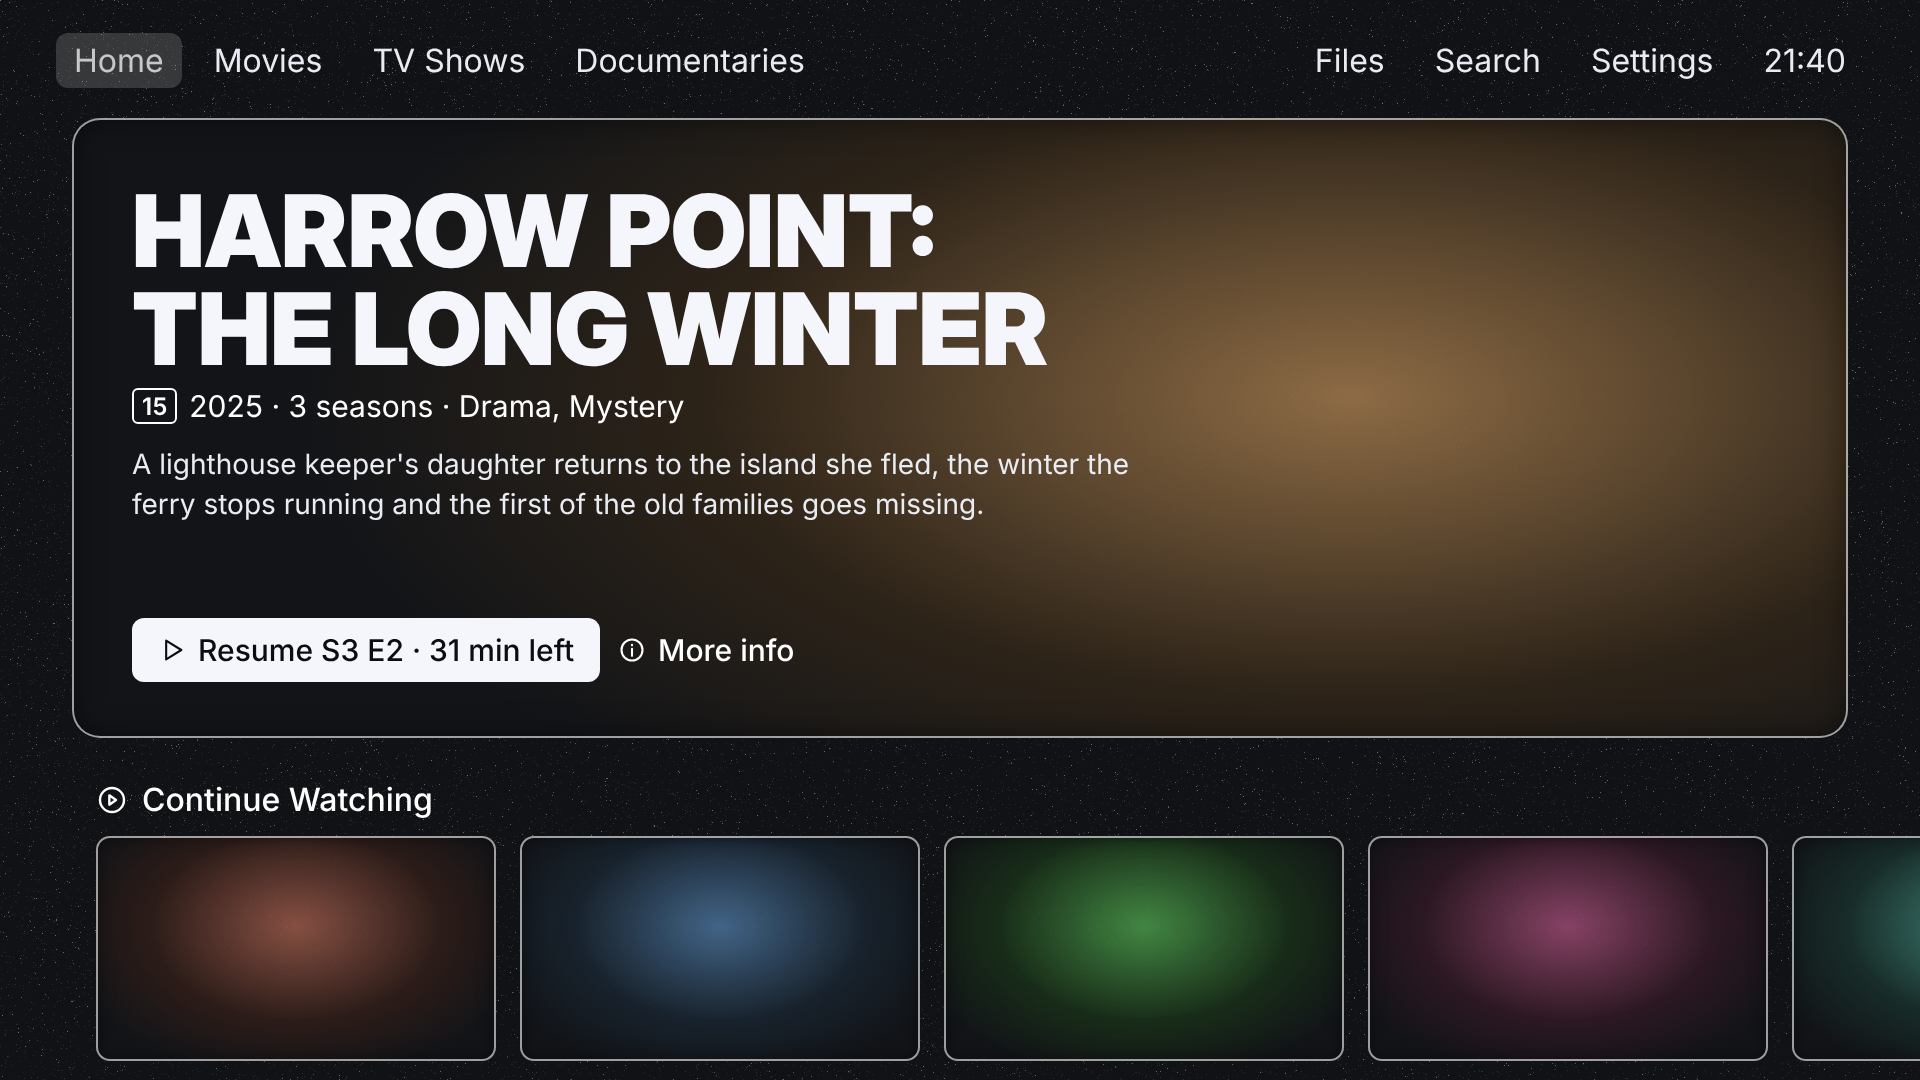 Home Movies TV Shows Documentaries Files Search Settings 21:40
HARROW POINT:
THE LONG WINTER
15 2025 · 3 seasons · Drama, Mystery
A lighthouse keeper's daughter returns to the island she fled, the winter the
ferry stops running and the first of the old families goes missing.
Resume S3 E2 · 31 min left More info
Continue Watching